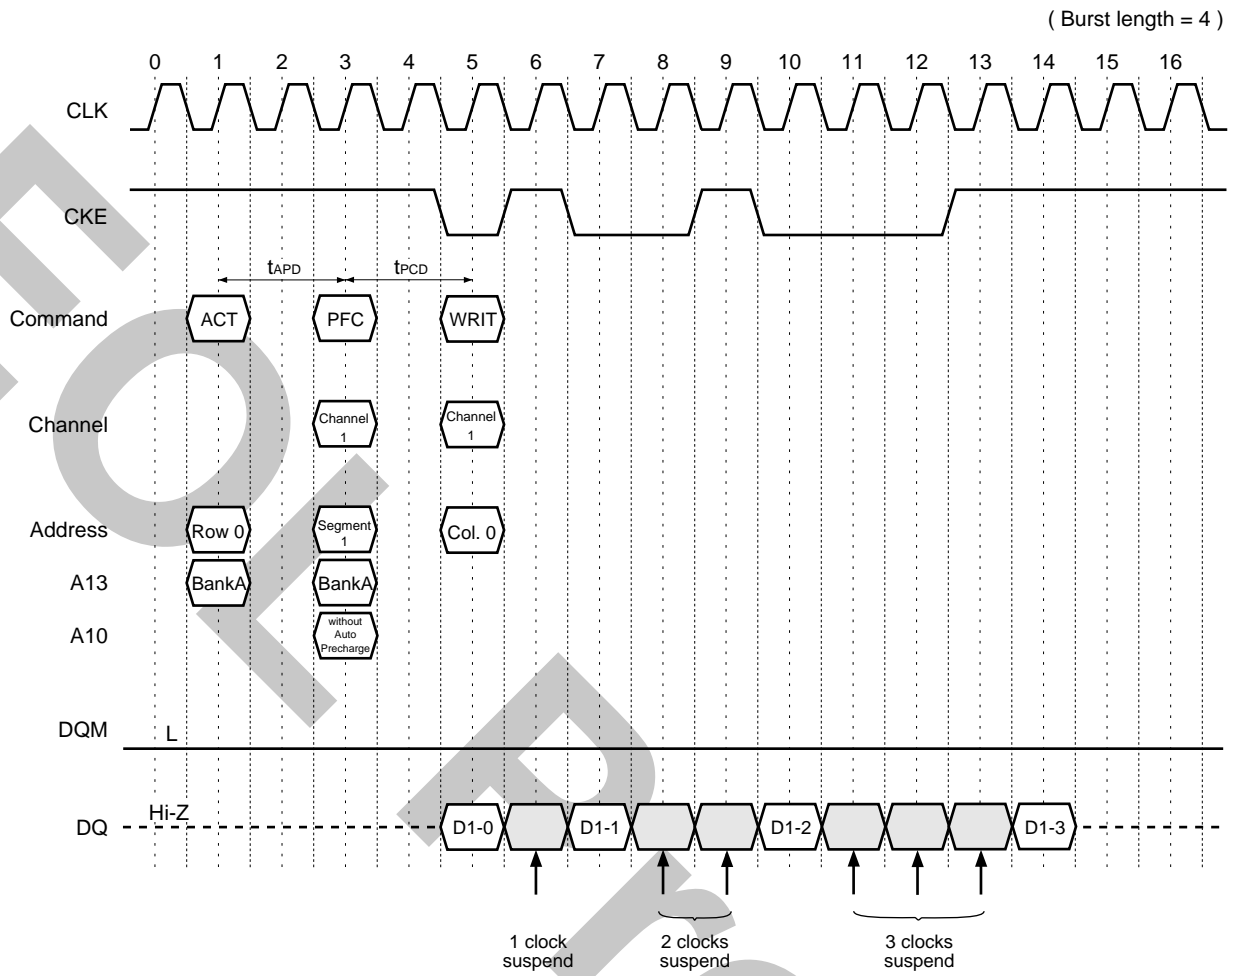 ( Burst length = 4 )
0 1 2 3 4 5 6 7 8 9 10 11 12 13 14 15 16
CLK
CKE
tAPD tPCD
Command ACT PFC WRIT
Channel Channel 1 Channel 1
Address Row 0 Segment 1 Col. 0
A13 BankA BankA
A10 without Auto Precharge
DQM L
DQ Hi-Z D1-0 D1-1 D1-2 D1-3
1 clock 2 clocks 3 clocks
suspend suspend suspend